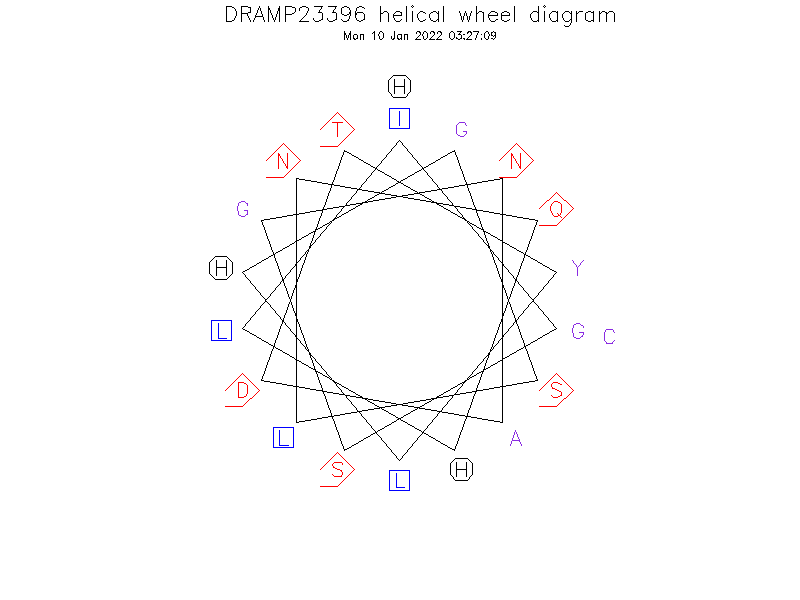 DRAMP23396 helical wheel diagram
Mon 10 Jan 2022 03:27:09
H
T I G
N N
G Q
H Y
L G C
D S
L A
S L H